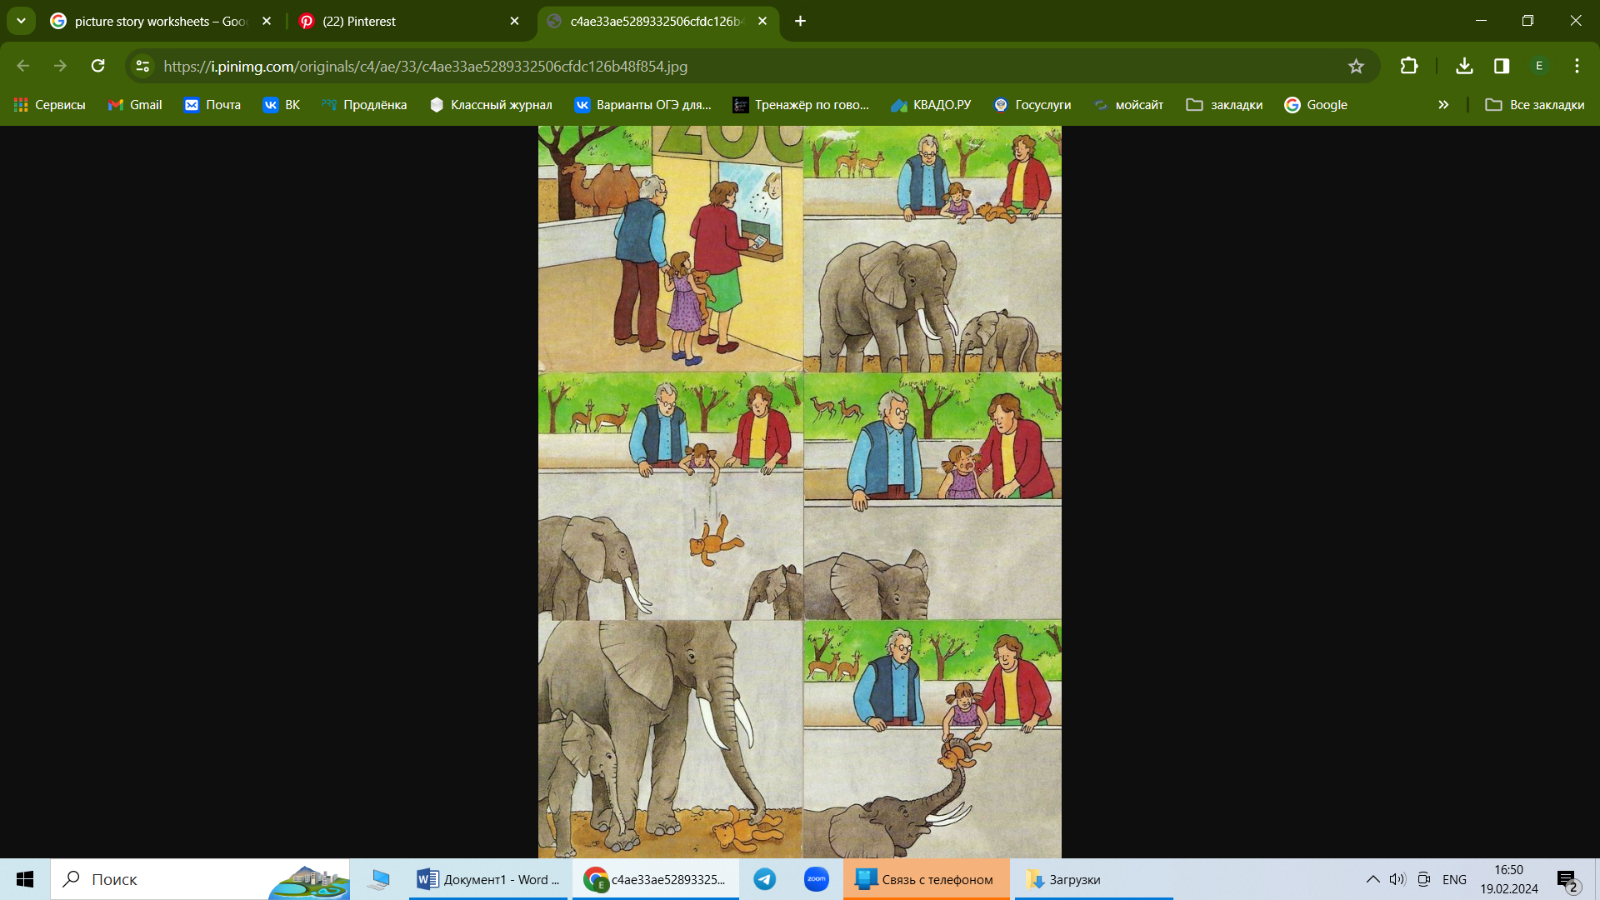 picture story worksheets – Goo
(22) Pinterest
c4ae33ae5289332506cfdc126b4
https://i.pinimg.com/originals/c4/ae/33/c4ae33ae5289332506cfdc126b48f854.jpg
E
Сервисы
Gmail
Почта
ВК
Продлёнка
Классный журнал
Варианты ОГЭ для...
Тренажёр по гово...
КВАДО.РУ
Госуслуги
мойсайт
закладки
Google
»
Все закладки
ZOO
Поиск
Документ1 - Word ...
c4ae33ae52893325...
zoom
Связь с телефоном
Загрузки
ENG
16:50
19.02.2024
2